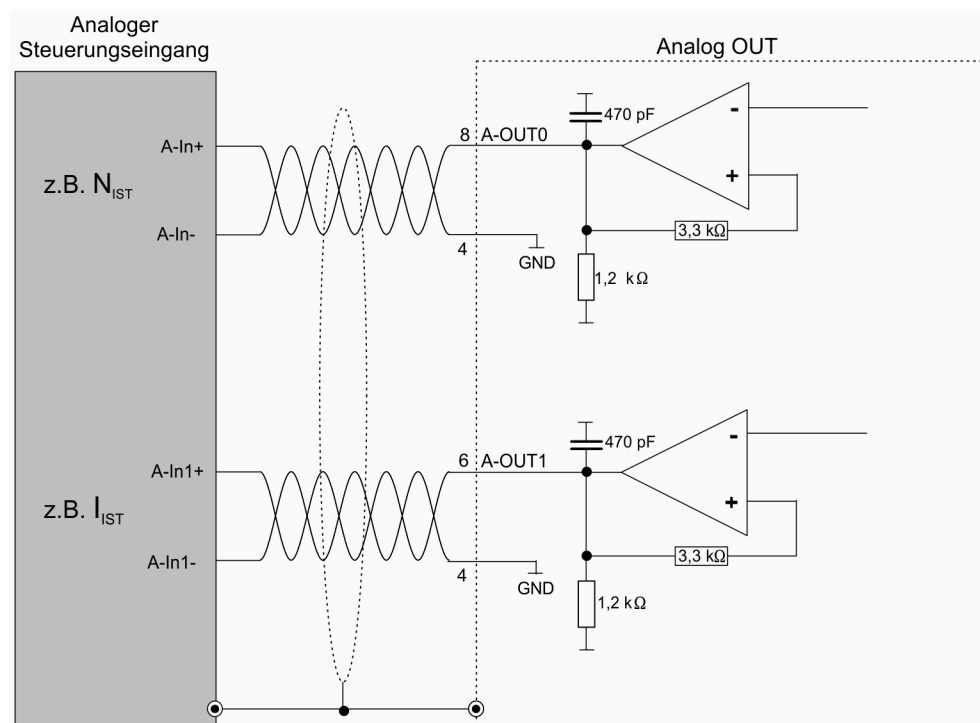 Analoger
Steuerungseingang
Analog OUT
470 pF
-
A-In+
8 A-OUT0
z.B. NIST
+
A-In-
3,3 kΩ
4
GND
1,2 kΩ
470 pF
-
A-In1+
6 A-OUT1
z.B. IIST
+
A-In1-
3,3 kΩ
4
GND
1,2 kΩ